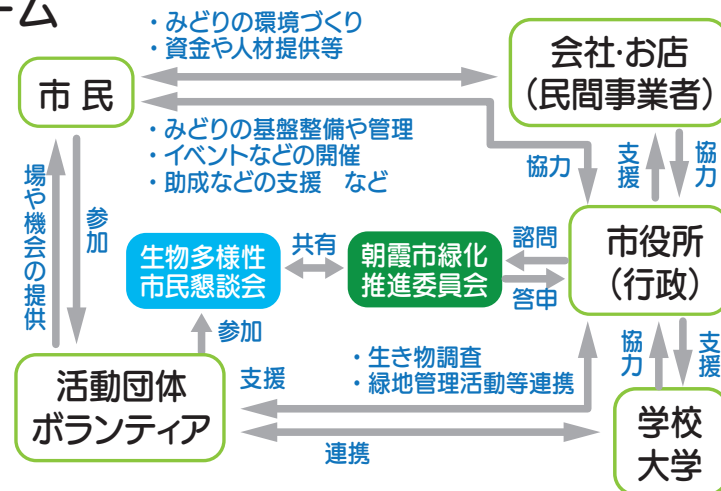 ーム
・みどりの環境づくり
・資金や人材提供等
市民
会社・お店
（民間事業者）
・みどりの基盤整備や管理
・イベントなどの開催
・助成などの支援　など
協力
支援
協力
場や機会の提供
参加
生物多様性
市民懇談会
共有
朝霞市緑化
推進委員会
諮問
答申
市役所
（行政）
参加
協力
支援
活動団体
ボランティア
支援
・生き物調査
・緑地管理活動等連携
連携
学校
大学